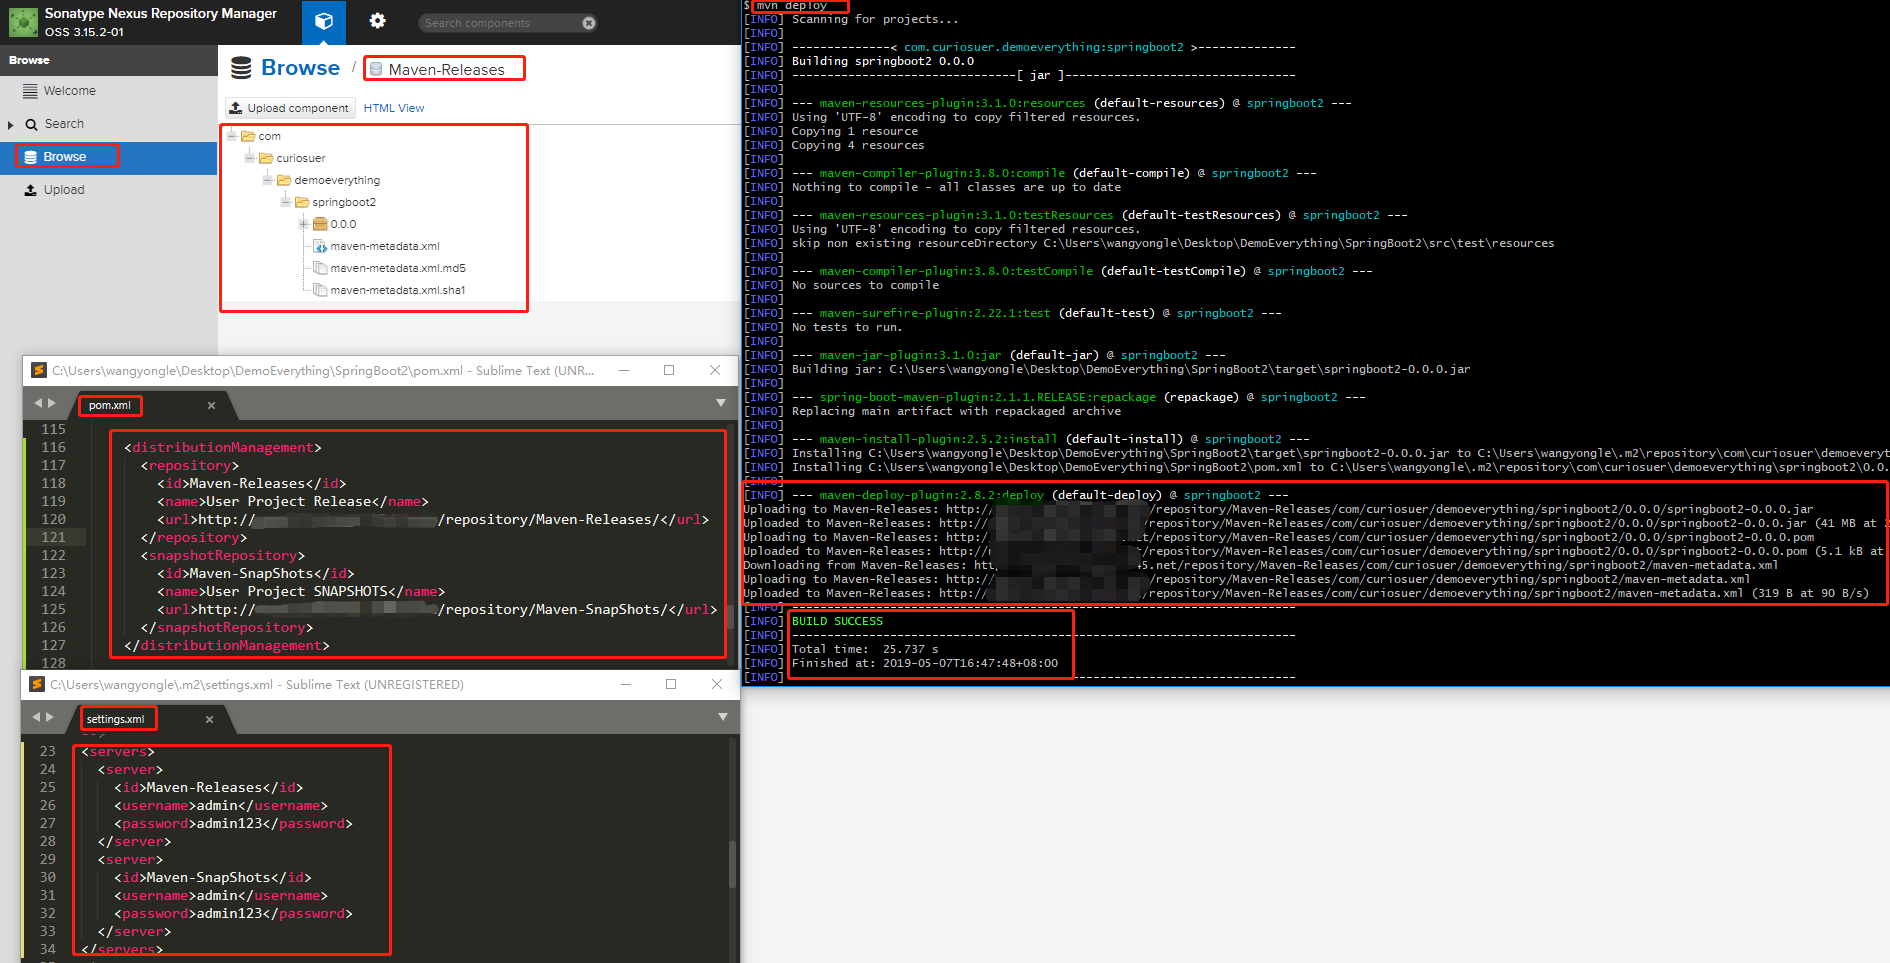 Sonatype Nexus Repository Manager
OSS 3.15.2-01
Search components
Browse
Welcome
Search
Browse
Upload
Browse / Maven-Releases
Upload component HTML View
com
curiosuer
demoeverything
springboot2
0.0.0
maven-metadata.xml
maven-metadata.xml.md5
maven-metadata.xml.sha1
C:\Users\wangyongle\Desktop\DemoEverything\SpringBoot2\pom.xml - Sublime Text (UNR...
pom.xml
115
116 <distributionManagement>
117 <repository>
118 <id>Maven-Releases</id>
119 <name>User Project Release</name>
120 <url>http:// /repository/Maven-Releases/</url>
121 </repository>
122 <snapshotRepository>
123 <id>Maven-SnapShots</id>
124 <name>User Project SNAPSHOTS</name>
125 <url>http:// /repository/Maven-SnapShots/</url>
126 </snapshotRepository>
127 </distributionManagement>
128
C:\Users\wangyongle\.m2\settings.xml - Sublime Text (UNREGISTERED)
settings.xml
23 <servers>
24 <server>
25 <id>Maven-Releases</id>
26 <username>admin</username>
27 <password>admin123</password>
28 </server>
29 <server>
30 <id>Maven-SnapShots</id>
31 <username>admin</username>
32 <password>admin123</password>
33 </server>
34 </servers>
$ mvn deploy
[INFO] Scanning for projects...
[INFO]
[INFO] --------------< com.curiosuer.demoeverything:springboot2 >--------------
[INFO] Building springboot2 0.0.0
[INFO] --------------------------------[ jar ]---------------------------------
[INFO]
[INFO] --- maven-resources-plugin:3.1.0:resources (default-resources) @ springboot2 ---
[INFO] Using 'UTF-8' encoding to copy filtered resources.
[INFO] Copying 1 resource
[INFO] Copying 4 resources
[INFO]
[INFO] --- maven-compiler-plugin:3.8.0:compile (default-compile) @ springboot2 ---
[INFO] Nothing to compile - all classes are up to date
[INFO]
[INFO] --- maven-resources-plugin:3.1.0:testResources (default-testResources) @ springboot2 ---
[INFO] Using 'UTF-8' encoding to copy filtered resources.
[INFO] skip non existing resourceDirectory C:\Users\wangyongle\Desktop\DemoEverything\SpringBoot2\src\test\resources
[INFO]
[INFO] --- maven-compiler-plugin:3.8.0:testCompile (default-testCompile) @ springboot2 ---
[INFO] No sources to compile
[INFO]
[INFO] --- maven-surefire-plugin:2.22.1:test (default-test) @ springboot2 ---
[INFO] No tests to run.
[INFO]
[INFO] --- maven-jar-plugin:3.1.0:jar (default-jar) @ springboot2 ---
[INFO] Building jar: C:\Users\wangyongle\Desktop\DemoEverything\SpringBoot2\target\springboot2-0.0.0.jar
[INFO]
[INFO] --- spring-boot-maven-plugin:2.1.1.RELEASE:repackage (repackage) @ springboot2 ---
[INFO] Replacing main artifact with repackaged archive
[INFO]
[INFO] --- maven-install-plugin:2.5.2:install (default-install) @ springboot2 ---
[INFO] Installing C:\Users\wangyongle\Desktop\DemoEverything\SpringBoot2\target\springboot2-0.0.0.jar to C:\Users\wangyongle\.m2\repository\com\curiosuer\demoeveryt
[INFO] Installing C:\Users\wangyongle\Desktop\DemoEverything\SpringBoot2\pom.xml to C:\Users\wangyongle\.m2\repository\com\curiosuer\demoeverything\springboot2\0.0.
[INFO]
[INFO] --- maven-deploy-plugin:2.8.2:deploy (default-deploy) @ springboot2 ---
Uploading to Maven-Releases: http:// /repository/Maven-Releases/com/curiosuer/demoeverything/springboot2/0.0.0/springboot2-0.0.0.jar
Uploaded to Maven-Releases: http:// /repository/Maven-Releases/com/curiosuer/demoeverything/springboot2/0.0.0/springboot2-0.0.0.jar (41 MB at
Uploading to Maven-Releases: http:// /repository/Maven-Releases/com/curiosuer/demoeverything/springboot2/0.0.0/springboot2-0.0.0.pom
Uploaded to Maven-Releases: http:// /repository/Maven-Releases/com/curiosuer/demoeverything/springboot2/0.0.0/springboot2-0.0.0.pom (5.1 kB at
Downloading from Maven-Releases: 5.net/repository/Maven-Releases/com/curiosuer/demoeverything/springboot2/maven-metadata.xml
Uploading to Maven-Releases: http:// /repository/Maven-Releases/com/curiosuer/demoeverything/springboot2/maven-metadata.xml
Uploaded to Maven-Releases: http:// /repository/Maven-Releases/com/curiosuer/demoeverything/springboot2/maven-metadata.xml (319 B at 90 B/s)
[INFO] ------------------------------------------------------------------------
[INFO] BUILD SUCCESS
[INFO] ------------------------------------------------------------------------
[INFO] Total time:  25.737 s
[INFO] Finished at: 2019-05-07T16:47:48+08:00
[INFO] ------------------------------------------------------------------------